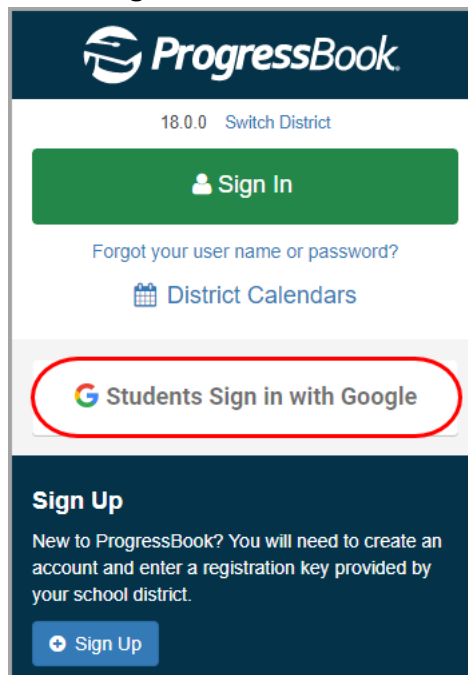 ProgressBook
18.0.0 Switch District
Sign In
Forgot your user name or password?
District Calendars
Students Sign in with Google
Sign Up
New to ProgressBook? You will need to create an
account and enter a registration key provided by
your school district.
Sign Up